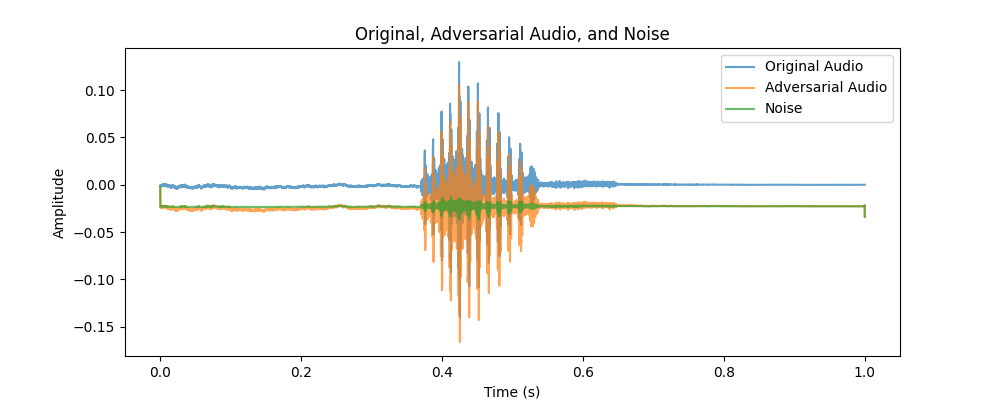 Original, Adversarial Audio, and Noise
Original Audio
Adversarial Audio
Noise
0.10
0.05
0.00
−0.05
−0.10
−0.15
Amplitude
0.0 0.2 0.4 0.6 0.8 1.0
Time (s)